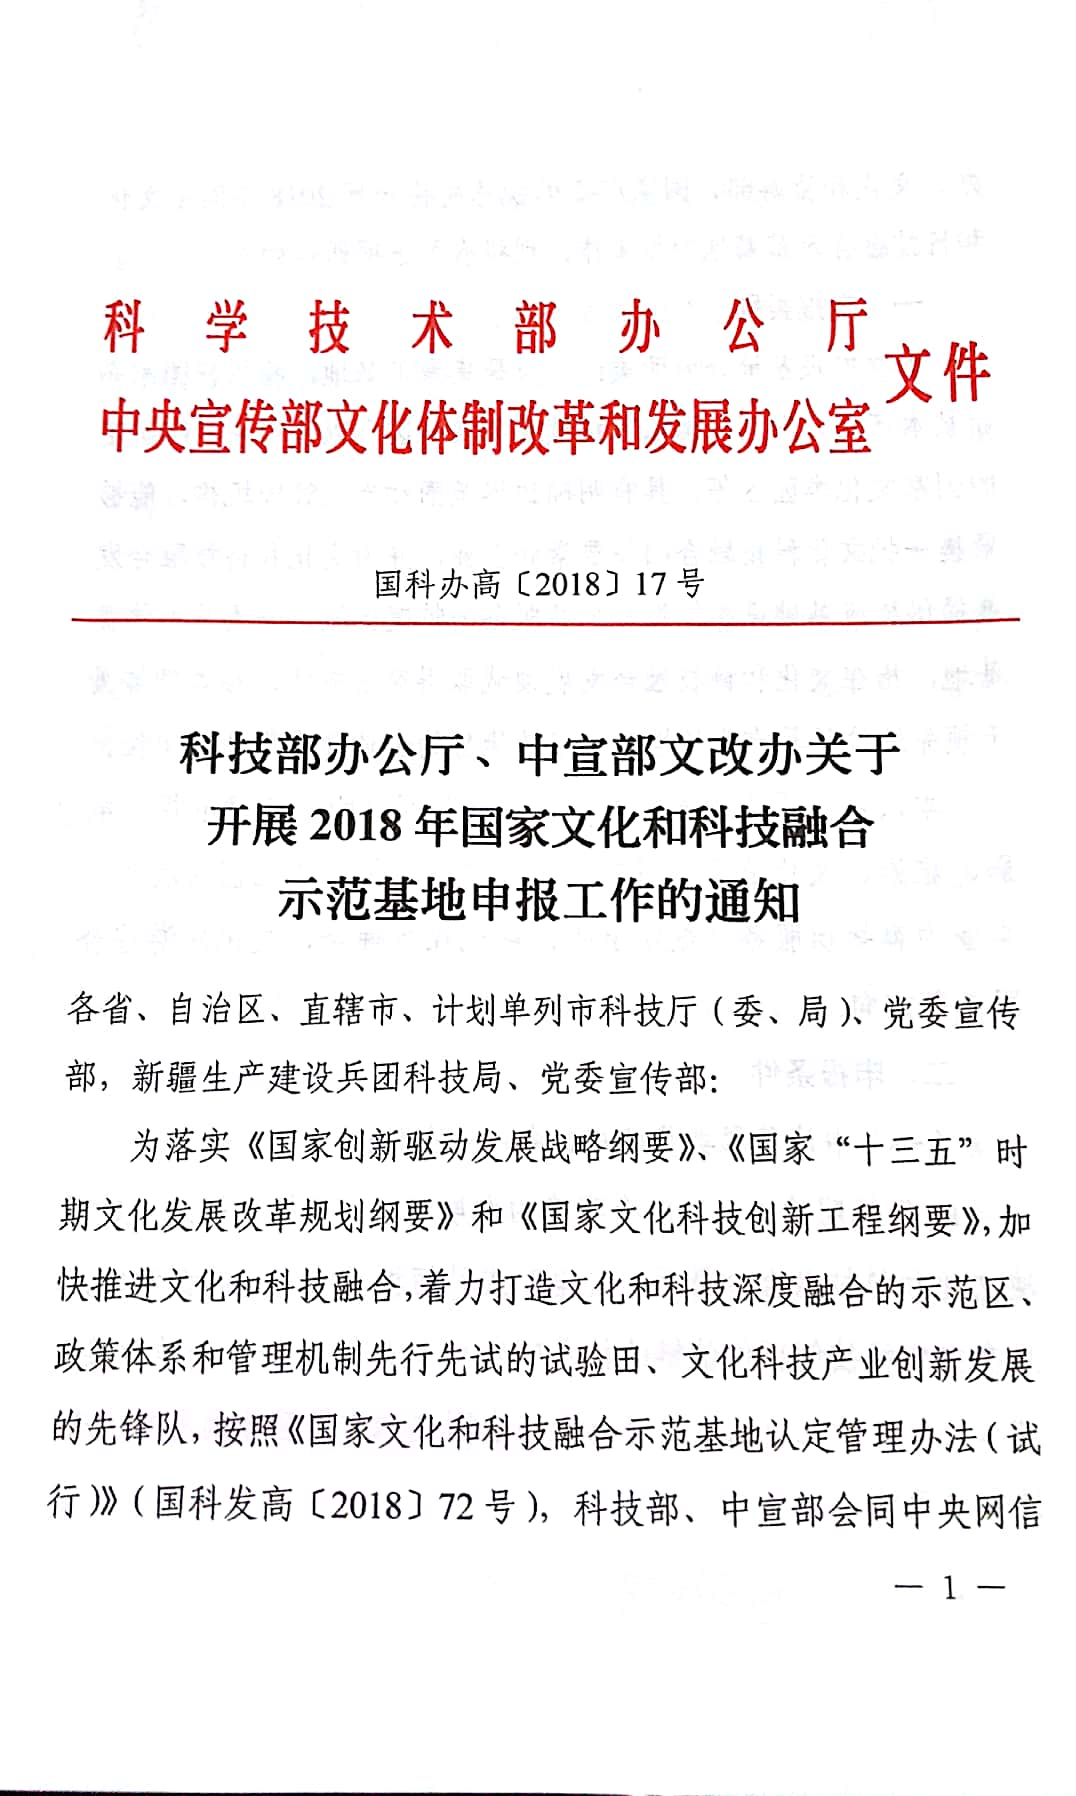 科学技术部办公厅
中央宣传部文化体制改革和发展办公室
文件
国科办高〔2018〕17号
科技部办公厅、中宣部文改办关于
开展2018年国家文化和科技融合
示范基地申报工作的通知
各省、自治区、直辖市、计划单列市科技厅(委、局)、党委宣传
部,新疆生产建设兵团科技局、党委宣传部:
为落实《国家创新驱动发展战略纲要》、《国家“十三五”时
期文化发展改革规划纲要》和《国家文化科技创新工程纲要》,加
快推进文化和科技融合,着力打造文化和科技深度融合的示范区、
政策体系和管理机制先行先试的试验田、文化科技产业创新发展
的先锋队,按照《国家文化和科技融合示范基地认定管理办法(试
行)》(国科发高〔2018〕72号),科技部、中宣部会同中央网信
— 1 —